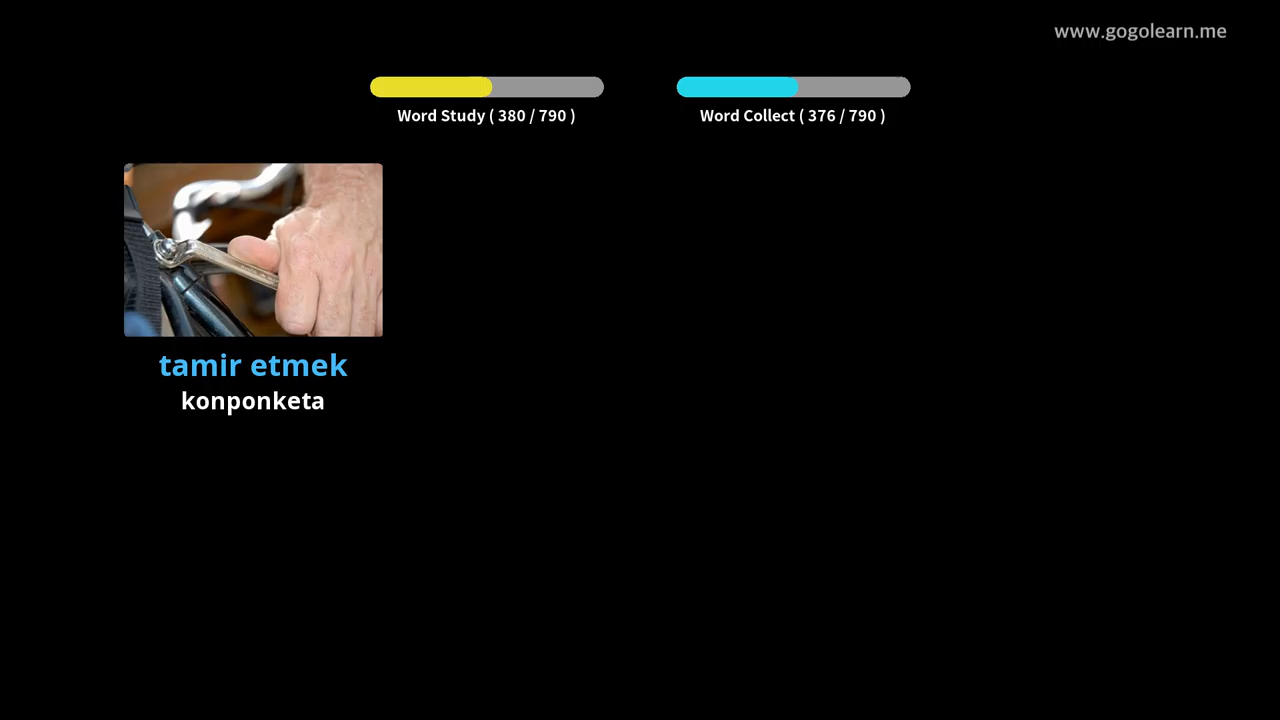 www.gogolearn.me
Word Study ( 380 / 790 )
Word Collect ( 376 / 790 )
tamir etmek
konponketa